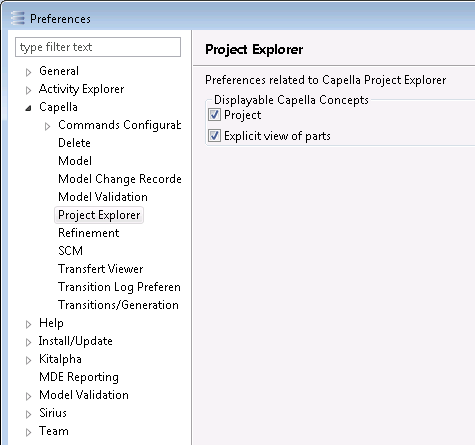 Preferences
type filter text
General
Activity Explorer
Capella
Commands Configurab
Delete
Model
Model Change Recorde
Model Validation
Project Explorer
Refinement
SCM
Transfert Viewer
Transition Log Preferen
Transitions/Generation
Help
Install/Update
Kitalpha
MDE Reporting
Model Validation
Sirius
Team
Project Explorer
Preferences related to Capella Project Explorer
Displayable Capella Concepts
Project
Explicit view of parts